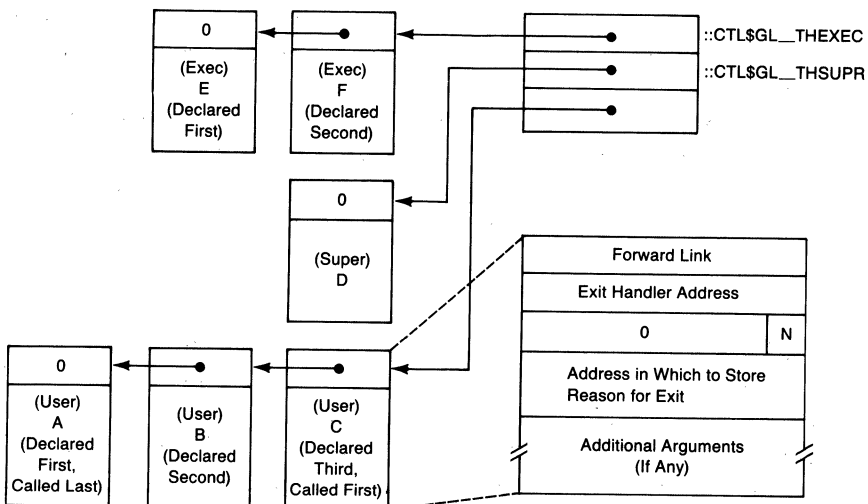 0
(Exec)
E
(Declared
First)
(Exec)
F
(Declared
Second)
::CTL$GL__THEXEC
::CTL$GL__THSUPR
0
(Super)
D
0
(User)
A
(Declared
First,
Called Last)
(User)
B
(Declared
Second)
(User)
C
(Declared
Third,
Called First)
Forward Link
Exit Handler Address
0 N
Address in Which to Store
Reason for Exit
Additional Arguments
(If Any)